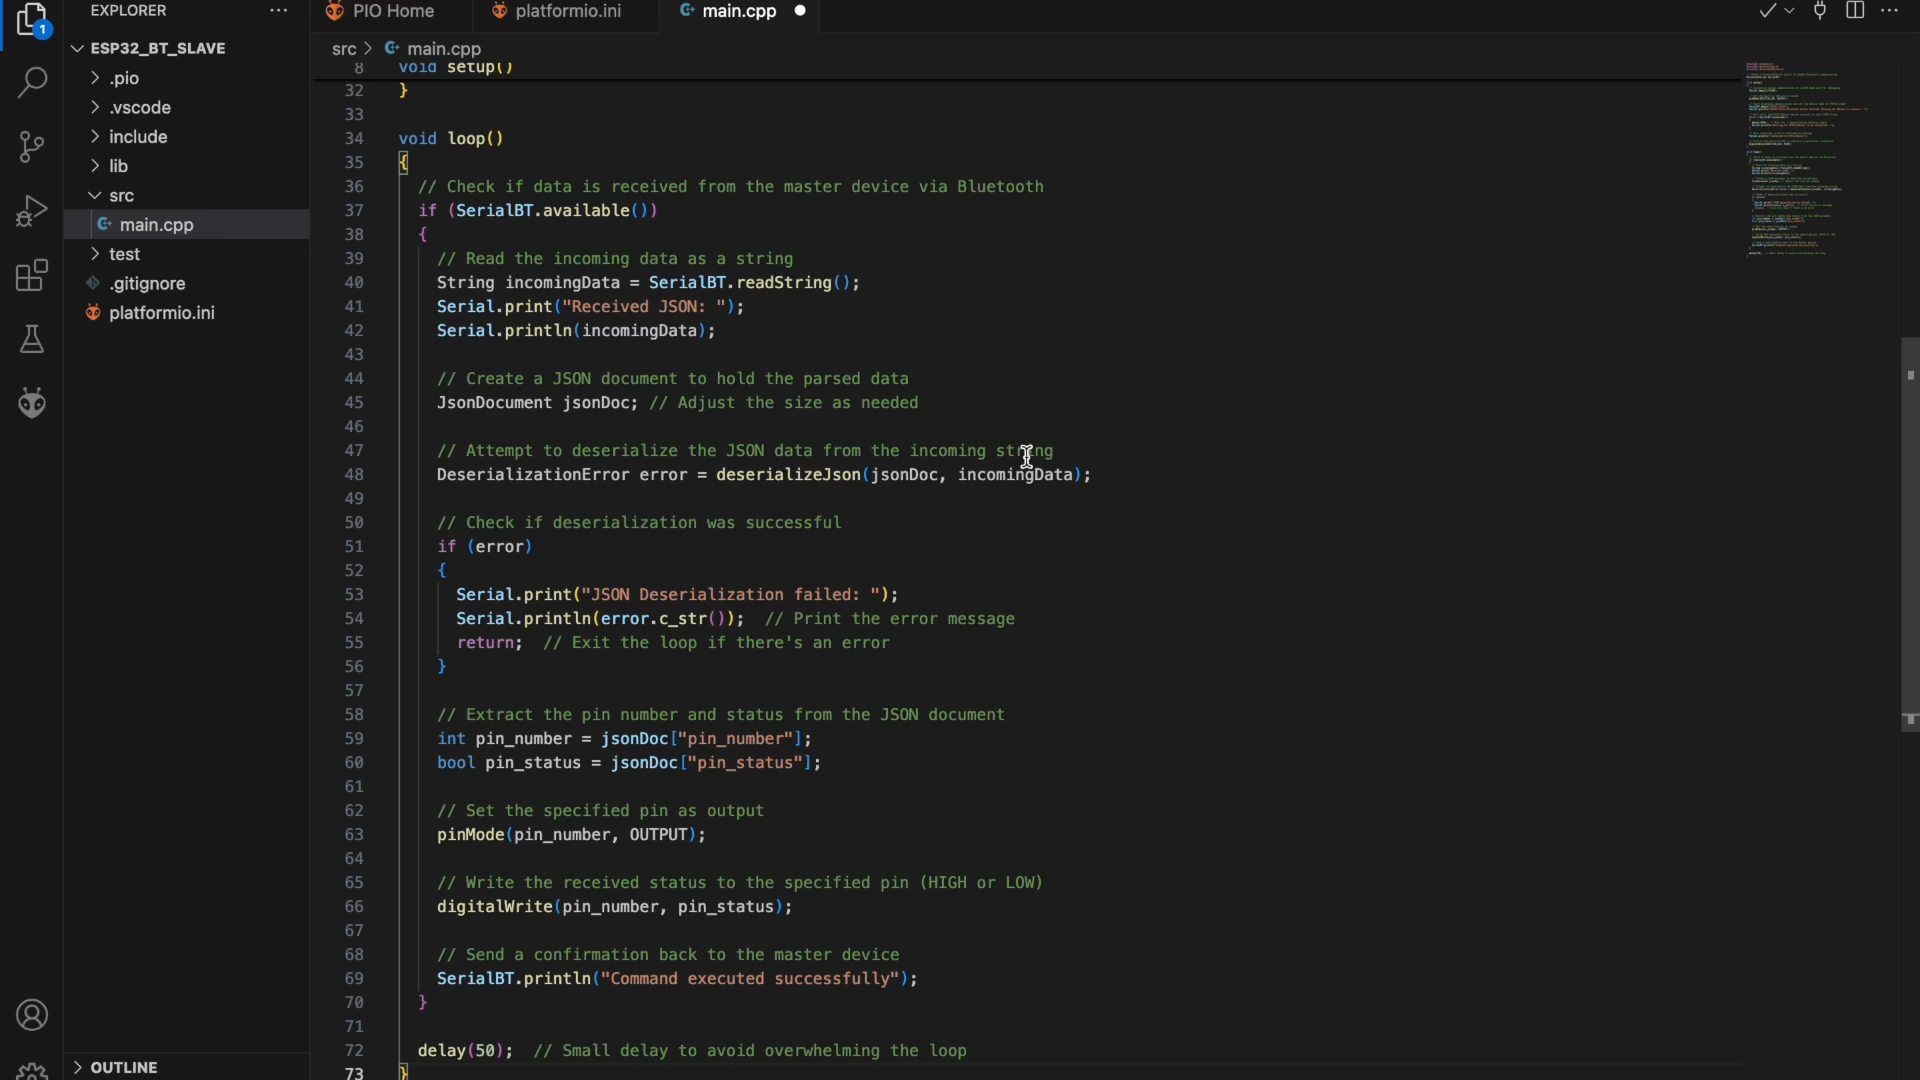 EXPLORER
PIO Home
platformio.ini
main.cpp
1
ESP32_BT_SLAVE
src > main.cpp
.pio
.vscode
include
lib
src
main.cpp
test
.gitignore
platformio.ini
OUTLINE
8 void setup()
32 }
33
34 void loop()
35 {
36 // Check if data is received from the master device via Bluetooth
37 if (SerialBT.available())
38 {
39 // Read the incoming data as a string
40 String incomingData = SerialBT.readString();
41 Serial.print("Received JSON: ");
42 Serial.println(incomingData);
43
44 // Create a JSON document to hold the parsed data
45 JsonDocument jsonDoc; // Adjust the size as needed
46
47 // Attempt to deserialize the JSON data from the incoming string
48 DeserializationError error = deserializeJson(jsonDoc, incomingData);
49
50 // Check if deserialization was successful
51 if (error)
52 {
53 Serial.print("JSON Deserialization failed: ");
54 Serial.println(error.c_str()); // Print the error message
55 return; // Exit the loop if there's an error
56 }
57
58 // Extract the pin number and status from the JSON document
59 int pin_number = jsonDoc["pin_number"];
60 bool pin_status = jsonDoc["pin_status"];
61
62 // Set the specified pin as output
63 pinMode(pin_number, OUTPUT);
64
65 // Write the received status to the specified pin (HIGH or LOW)
66 digitalWrite(pin_number, pin_status);
67
68 // Send a confirmation back to the master device
69 SerialBT.println("Command executed successfully");
70 }
71
72 delay(50); // Small delay to avoid overwhelming the loop
73 }